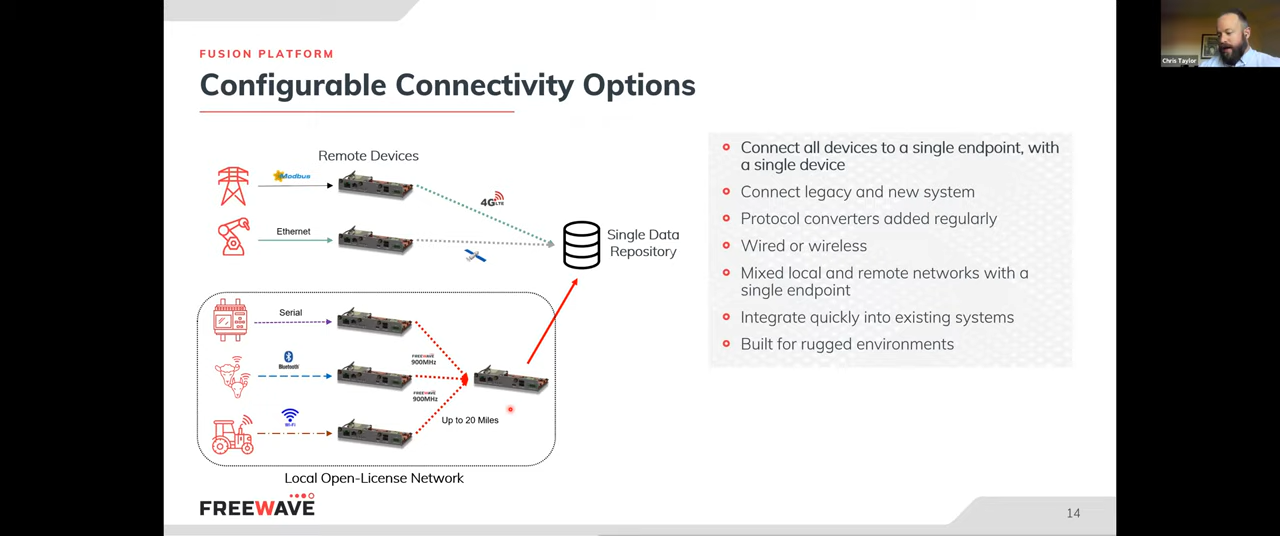 Chris Taylor
FUSION PLATFORM
Configurable Connectivity Options
Remote Devices
Modbus
4G LTE
Ethernet
Single Data
Repository
Serial
Bluetooth
FREEWAVE
900MHz
FREEWAVE
900MHz
Wi-Fi
Up to 20 Miles
Local Open-License Network
Connect all devices to a single endpoint, with
a single device
Connect legacy and new system
Protocol converters added regularly
Wired or wireless
Mixed local and remote networks with a
single endpoint
Integrate quickly into existing systems
Built for rugged environments
FREEWAVE
14